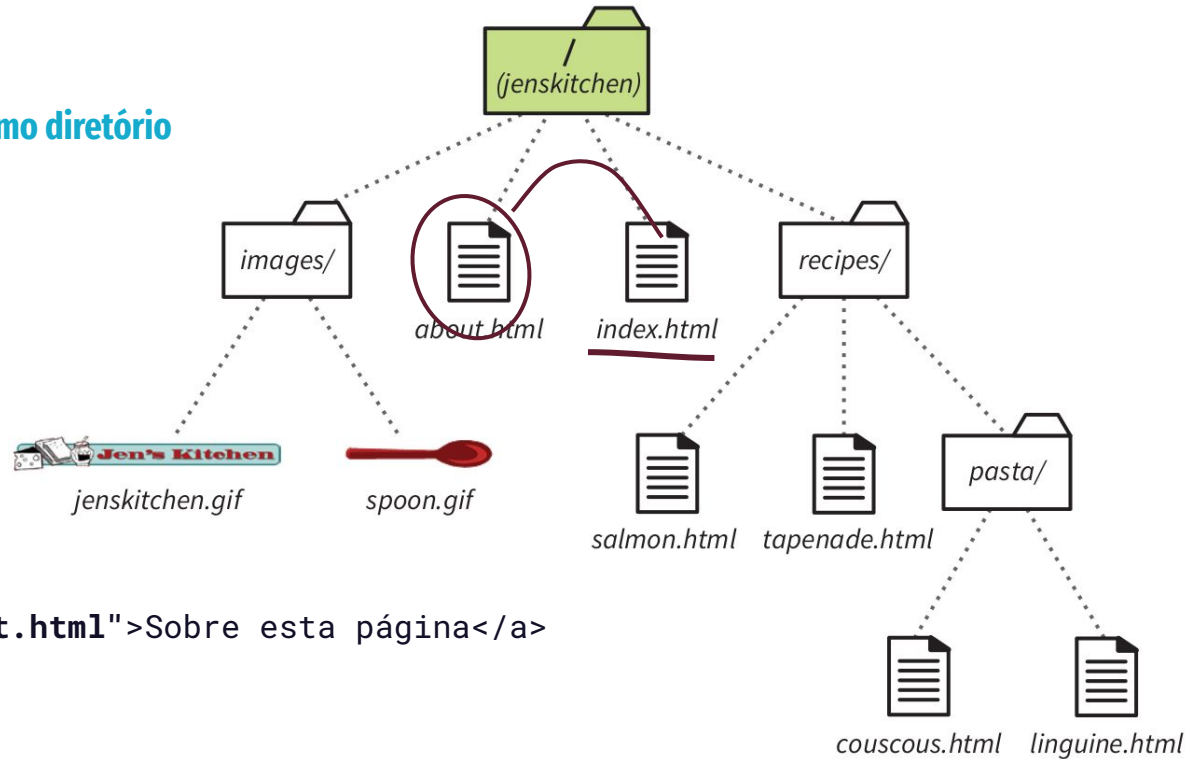 /
(jenskitchen)
mo diretório
images/
recipes/
about.html
index.html
Jen's Kitchen
pasta/
jenskitchen.gif
spoon.gif
salmon.html
tapenade.html
t.html">Sobre esta página</a>
couscous.html
linguine.html